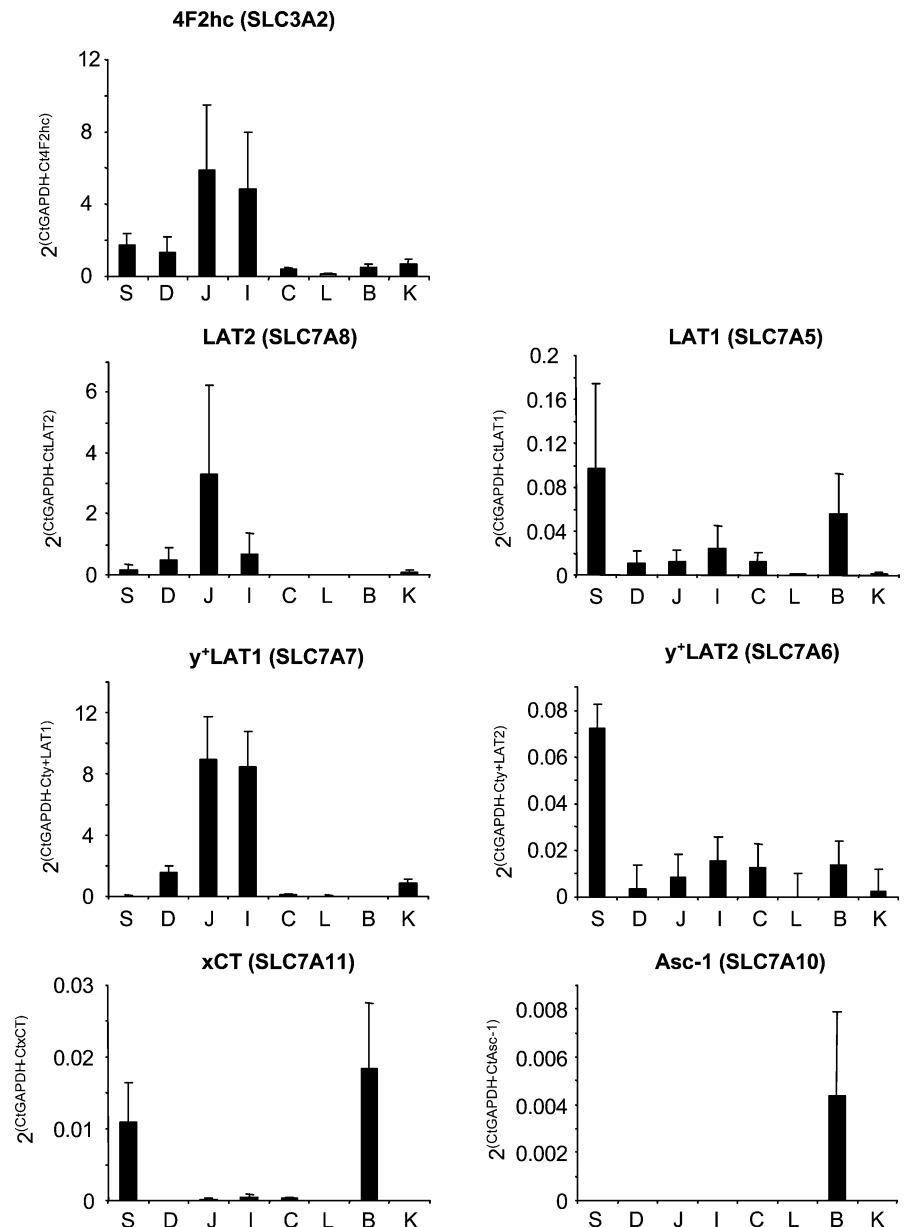 4F2hc (SLC3A2)
2(CtGAPDH-Ct4F2hc)
12
8
4
0
S D J I C L B K
LAT2 (SLC7A8)
2(CtGAPDH-CtLAT2)
6
4
2
0
S D J I C L B K
LAT1 (SLC7A5)
2(CtGAPDH-CtLAT1)
0.2
0.16
0.12
0.08
0.04
0
S D J I C L B K
y+LAT1 (SLC7A7)
2(CtGAPDH-Cty+LAT1)
12
8
4
0
S D J I C L B K
y+LAT2 (SLC7A6)
2(CtGAPDH-Cty+LAT2)
0.08
0.06
0.04
0.02
0
S D J I C L B K
xCT (SLC7A11)
2(CtGAPDH-CtxCT)
0.03
0.02
0.01
0
S D J I C L B K
Asc-1 (SLC7A10)
2(CtGAPDH-CtAsc-1)
0.008
0.006
0.004
0.002
0
S D J I C L B K